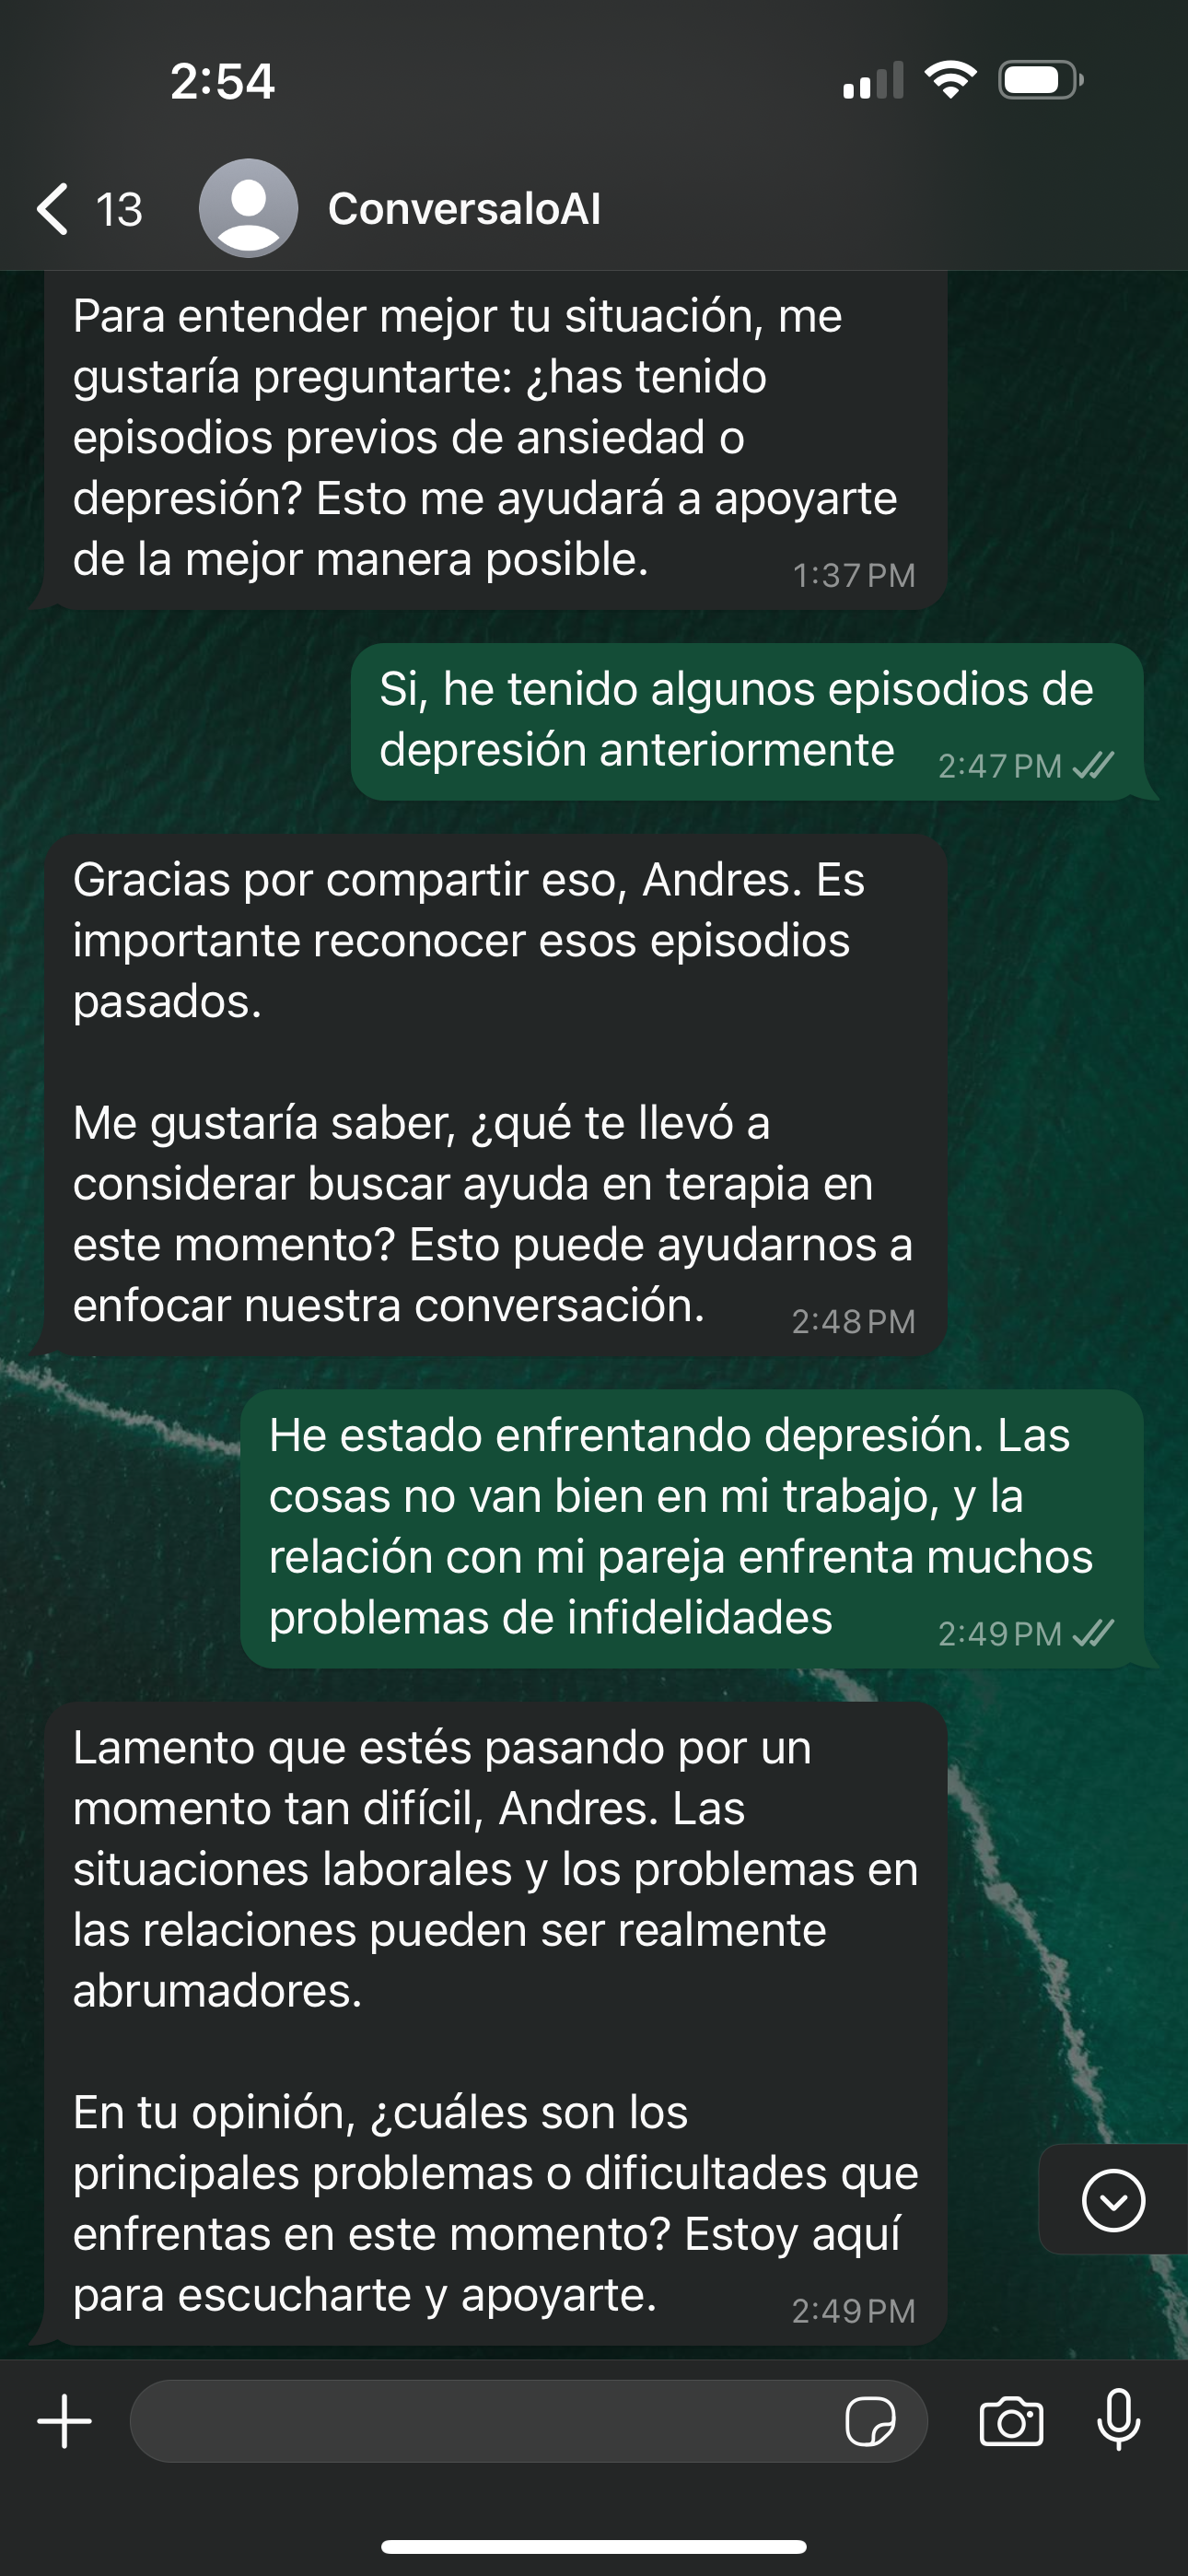 2:54
13 ConversaloAI
Para entender mejor tu situación, me
gustaría preguntarte: ¿has tenido
episodios previos de ansiedad o
depresión? Esto me ayudará a apoyarte
de la mejor manera posible.
1:37 PM
Si, he tenido algunos episodios de
depresión anteriormente
2:47 PM
Gracias por compartir eso, Andres. Es
importante reconocer esos episodios
pasados.
Me gustaría saber, ¿qué te llevó a
considerar buscar ayuda en terapia en
este momento? Esto puede ayudarnos a
enfocar nuestra conversación.
2:48 PM
He estado enfrentando depresión. Las
cosas no van bien en mi trabajo, y la
relación con mi pareja enfrenta muchos
problemas de infidelidades
2:49 PM
Lamento que estés pasando por un
momento tan difícil, Andres. Las
situaciones laborales y los problemas en
las relaciones pueden ser realmente
abrumadores.
En tu opinión, ¿cuáles son los
principales problemas o dificultades que
enfrentas en este momento? Estoy aquí
para escucharte y apoyarte.
2:49 PM